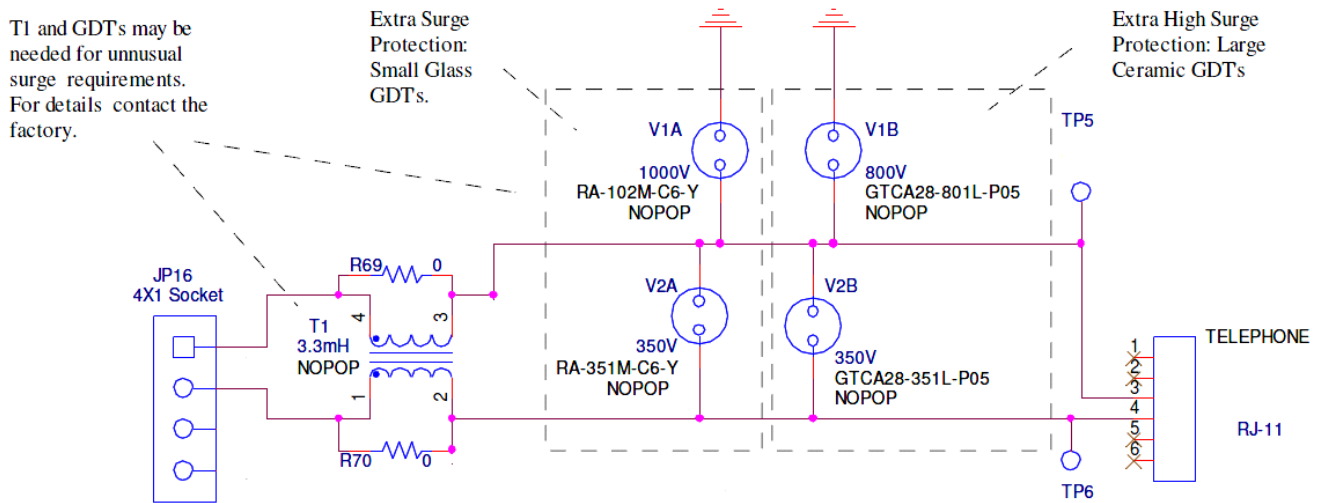 T1 and GDT's may be
needed for unnusual
surge requirements.
For details contact the
factory.
Extra Surge
Protection:
Small Glass
GDT's.
Extra High Surge
Protection: Large
Ceramic GDT's
V1A
1000V
RA-102M-C6-Y
NOPOP
V1B
800V
GTCA28-801L-P05
NOPOP
TP5
JP16
4X1 Socket
R69
0
4
3
T1
3.3mH
NOPOP
1
2
R70
0
V2A
350V
RA-351M-C6-Y
NOPOP
V2B
350V
GTCA28-351L-P05
NOPOP
TELEPHONE
1
2
3
4
5
6
RJ-11
TP6